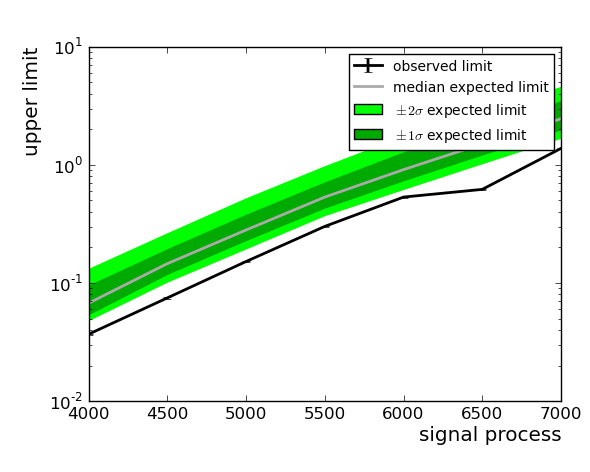 10^1
10^0
10^-1
10^-2
upper limit
observed limit
median expected limit
±2σ expected limit
±1σ expected limit
4000 4500 5000 5500 6000 6500 7000
signal process